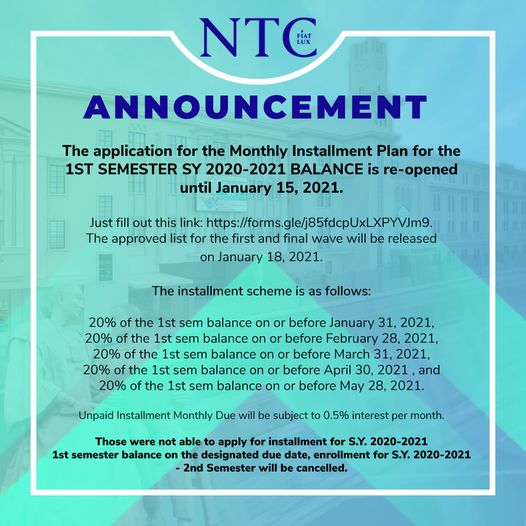 NTC
FIAT
LUX
ANNOUNCEMENT
The application for the Monthly Installment Plan for the
1ST SEMESTER SY 2020-2021 BALANCE is re-opened
until January 15, 2021.
Just fill out this link: https://forms.gle/j85fdcpUxLXPYVJm9.
The approved list for the first and final wave will be released
on January 18, 2021.
The installment scheme is as follows:
20% of the 1st sem balance on or before January 31, 2021,
20% of the 1st sem balance on or before February 28, 2021,
20% of the 1st sem balance on or before March 31, 2021,
20% of the 1st sem balance on or before April 30, 2021 , and
20% of the 1st sem balance on or before May 28, 2021.
Unpaid Installment Monthly Due will be subject to 0.5% interest per month.
Those were not able to apply for installment for S.Y. 2020-2021
1st semester balance on the designated due date, enrollment for S.Y. 2020-2021
- 2nd Semester will be cancelled.